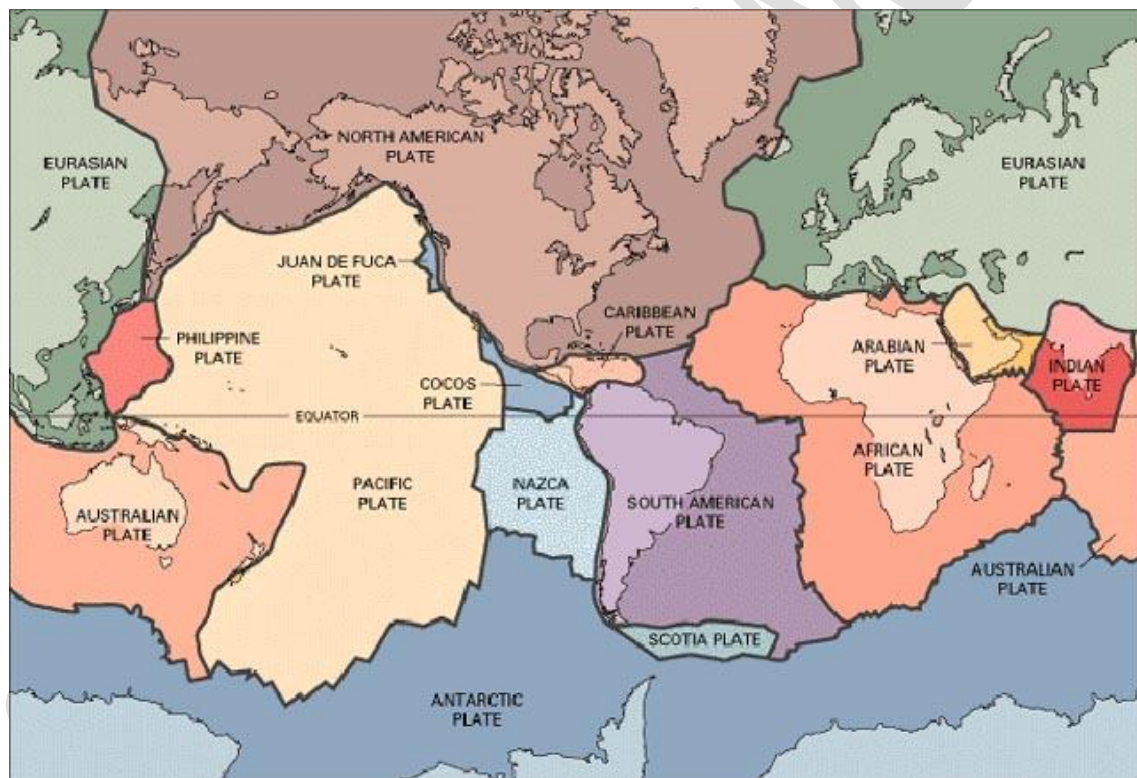 NORTH AMERICAN
PLATE
EURASIAN
PLATE
EURASIAN
PLATE
JUAN DE FUCA
PLATE
CARIBBEAN
PLATE
PHILIPPINE
PLATE
ARABIAN
PLATE
INDIAN
PLATE
COCOS
PLATE
EQUATOR
AFRICAN
PLATE
PACIFIC
PLATE
NAZCA
PLATE
SOUTH AMERICAN
PLATE
AUSTRALIAN
PLATE
AUSTRALIAN
PLATE
SCOTIA PLATE
ANTARCTIC
PLATE